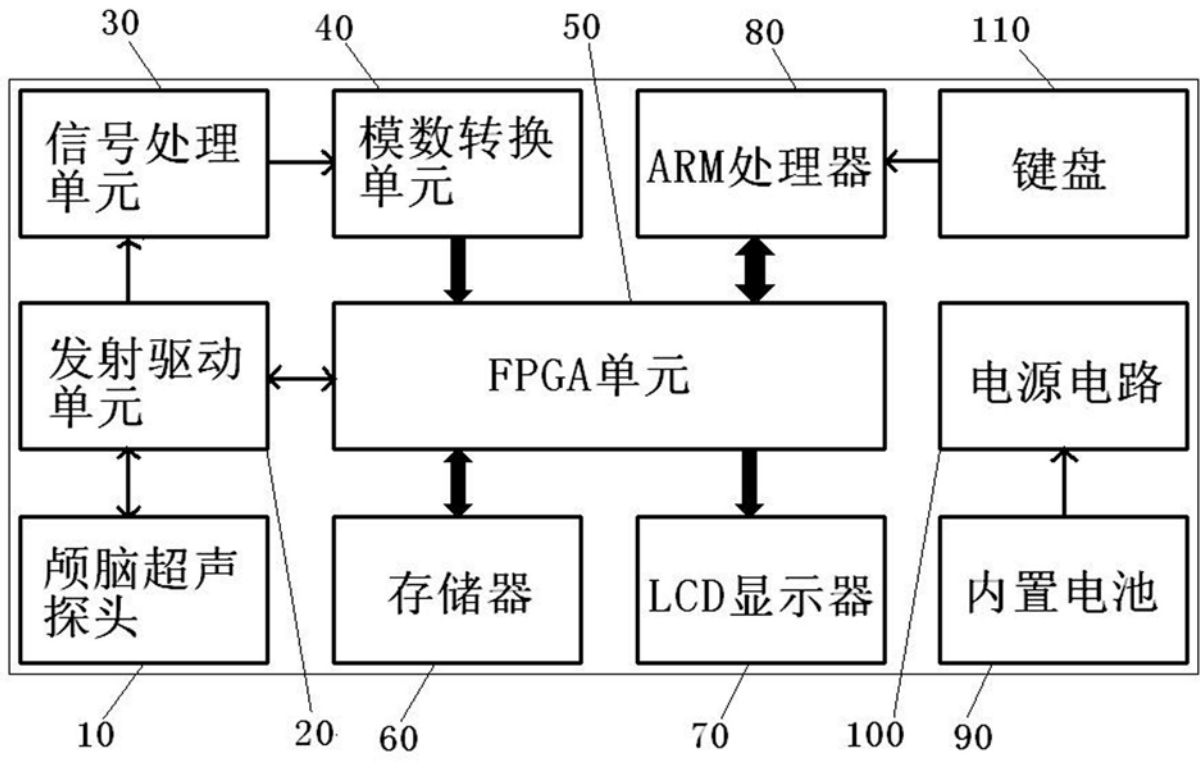 30
40
50
80
110
信号处理
单元
模数转换
单元
ARM处理器
键盘
发射驱动
单元
FPGA单元
电源电路
颅脑超声
探头
存储器
LCD显示器
内置电池
10
20
60
70
100
90